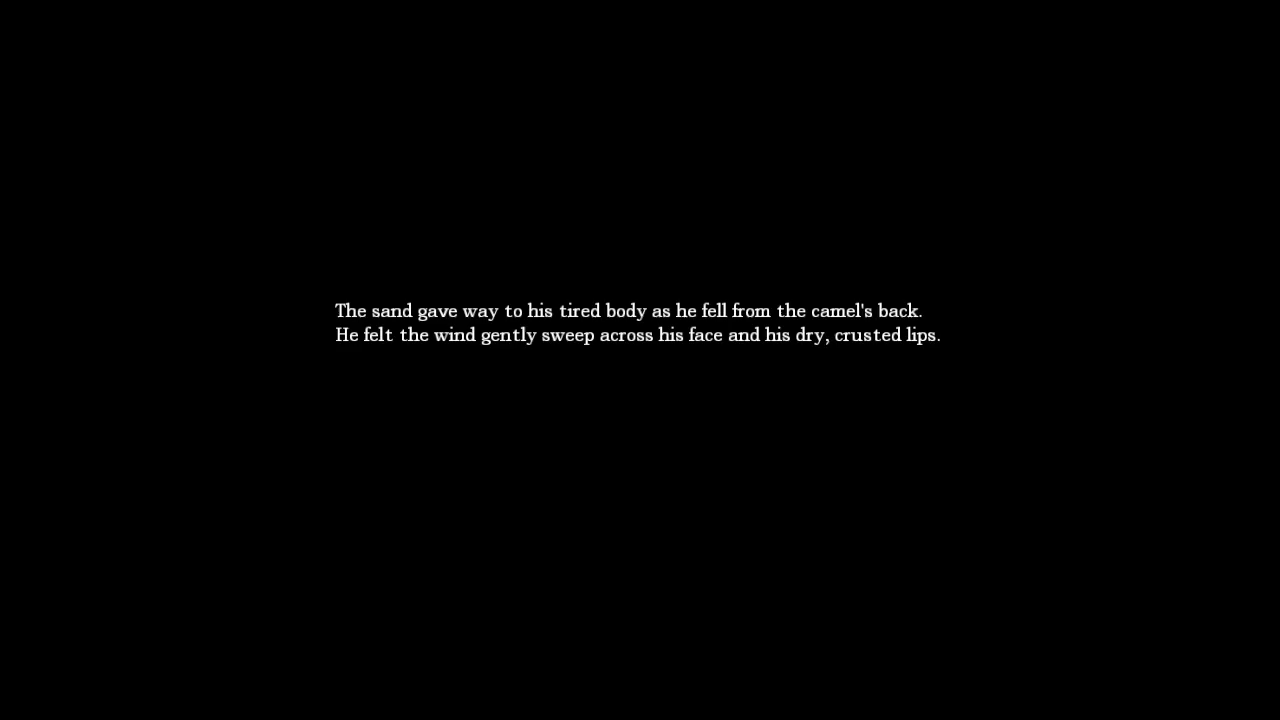 The sand gave way to his tired body as he fell from the camel's back.
He felt the wind gently sweep across his face and his dry, crusted lips.